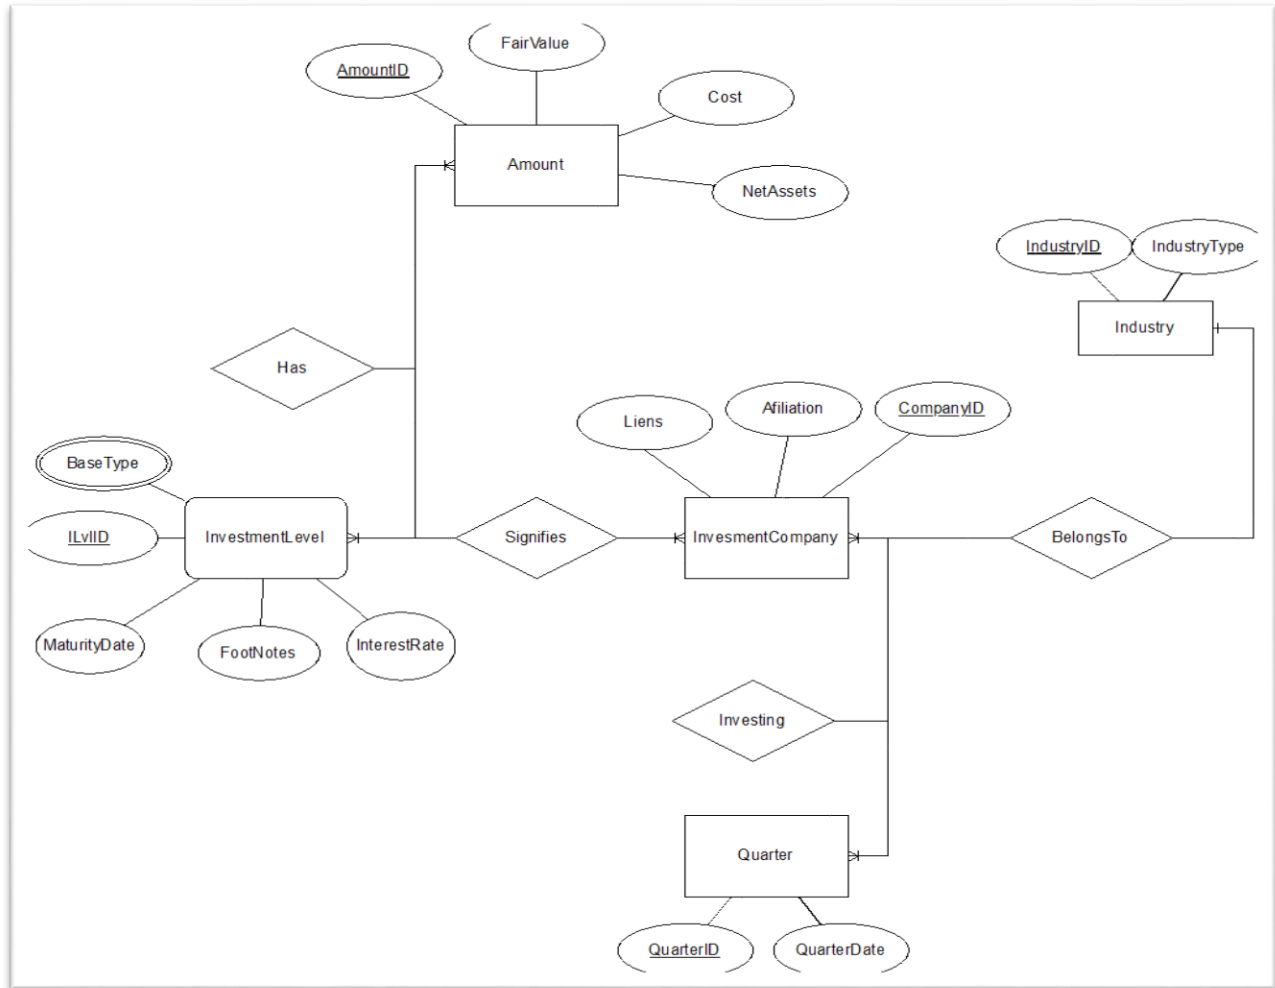 FairValue
AmountID
Cost
Amount
NetAssets
IndustryID
IndustryType
Industry
Has
Liens
Afiliation
CompanyID
BaseType
ILvlID
InvestmentLevel
Signifies
InvesmentCompany
BelongsTo
MaturityDate
FootNotes
InterestRate
Investing
Quarter
QuarterID
QuarterDate